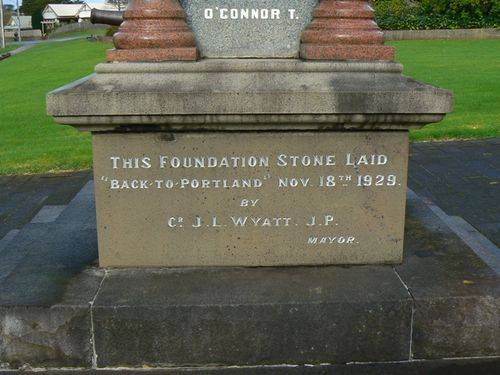 O'CONNOR T.
THIS FOUNDATION STONE LAID
"BACK-TO-PORTLAND" NOV. 18TH 1929.
BY
CR J.L. WYATT. J.P.
MAYOR.